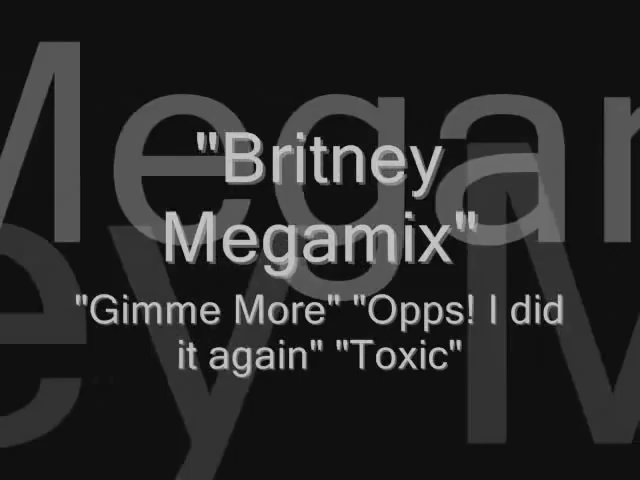 "Britney
Megamix"
"Gimme More" "Opps! I did
it again" "Toxic"